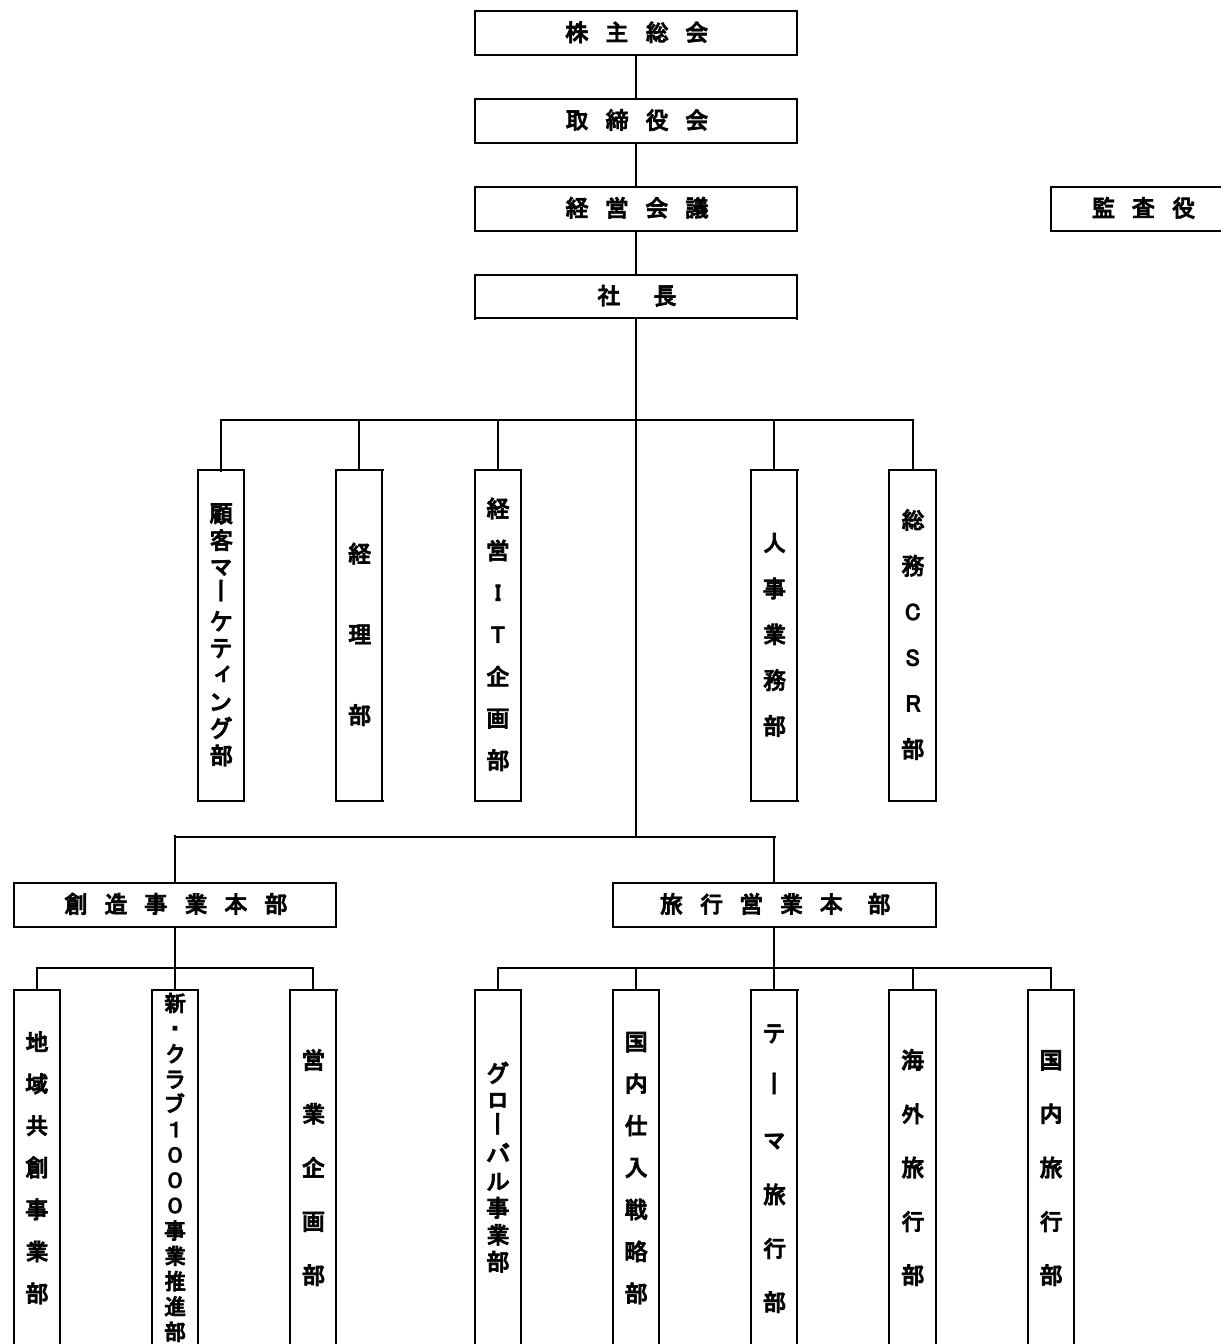 株主総会
取締役会
経営会議
監査役
社長
顧客マーケティング部
経理部
経営IT企画部
人事業務部
総務CSR部
創造事業本部
旅行営業本部
地域共創事業部
新・クラブ1000事業推進部
営業企画部
グローバル事業部
国内仕入戦略部
テーマ旅行部
海外旅行部
国内旅行部